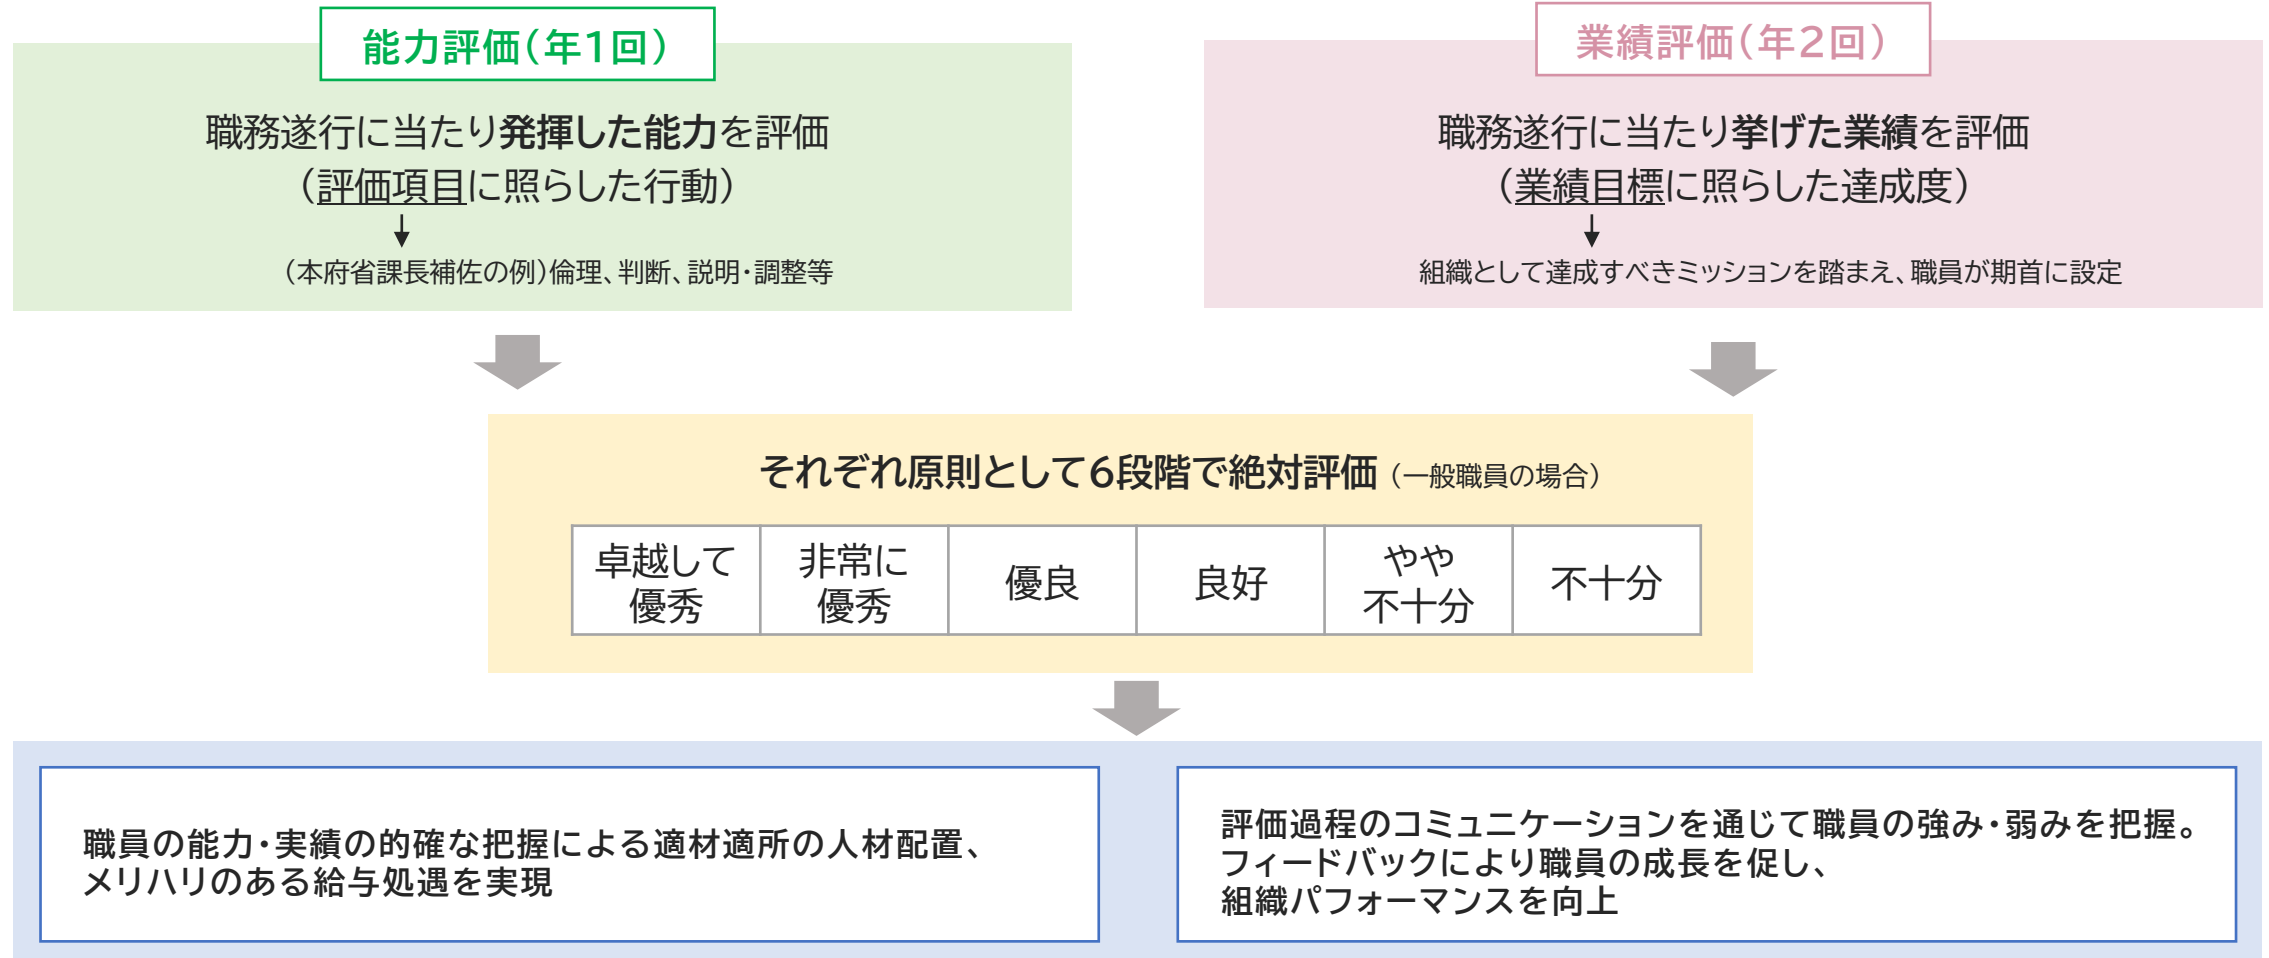 能力評価(年1回)
職務遂行に当たり発揮した能力を評価
(評価項目に照らした行動)
(本府省課長補佐の例)倫理、判断、説明・調整等
業績評価(年2回)
職務遂行に当たり挙げた業績を評価
(業績目標に照らした達成度)
組織として達成すべきミッションを踏まえ、職員が期首に設定
それぞれ原則として6段階で絶対評価(一般職員の場合)
卓越して
優秀
非常に
優秀
優良
良好
やや
不十分
不十分
職員の能力・実績の的確な把握による適材適所の人材配置、
メリハリのある給与処遇を実現
評価過程のコミュニケーションを通じて職員の強み・弱みを把握。
フィードバックにより職員の成長を促し、
組織パフォーマンスを向上